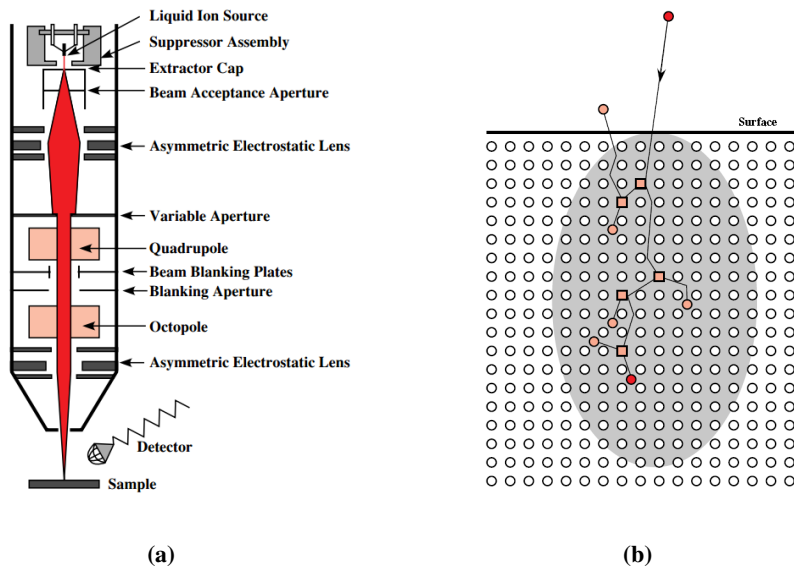 Liquid Ion Source
Suppressor Assembly
Extractor Cap
Beam Acceptance Aperture
Asymmetric Electrostatic Lens
Variable Aperture
Quadrupole
Beam Blanking Plates
Blanking Aperture
Octopole
Asymmetric Electrostatic Lens
Detector
Sample
(a)
Surface
(b)